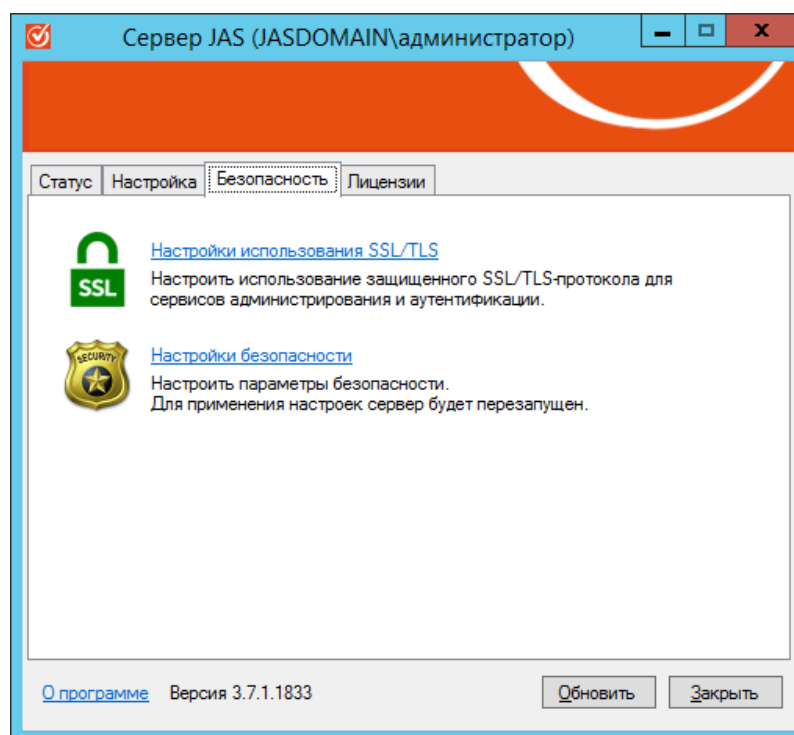 Сервер JAS (JASDOMAIN\администратор)
Статус Настройка Безопасность Лицензии
Настройки использования SSL/TLS
SSL
Настроить использование защищенного SSL/TLS-протокола для
сервисов администрирования и аутентификации.
SECURITY
Настройки безопасности
Настроить параметры безопасности.
Для применения настроек сервер будет перезапущен.
О программе Версия 3.7.1.1833 Обновить Закрыть